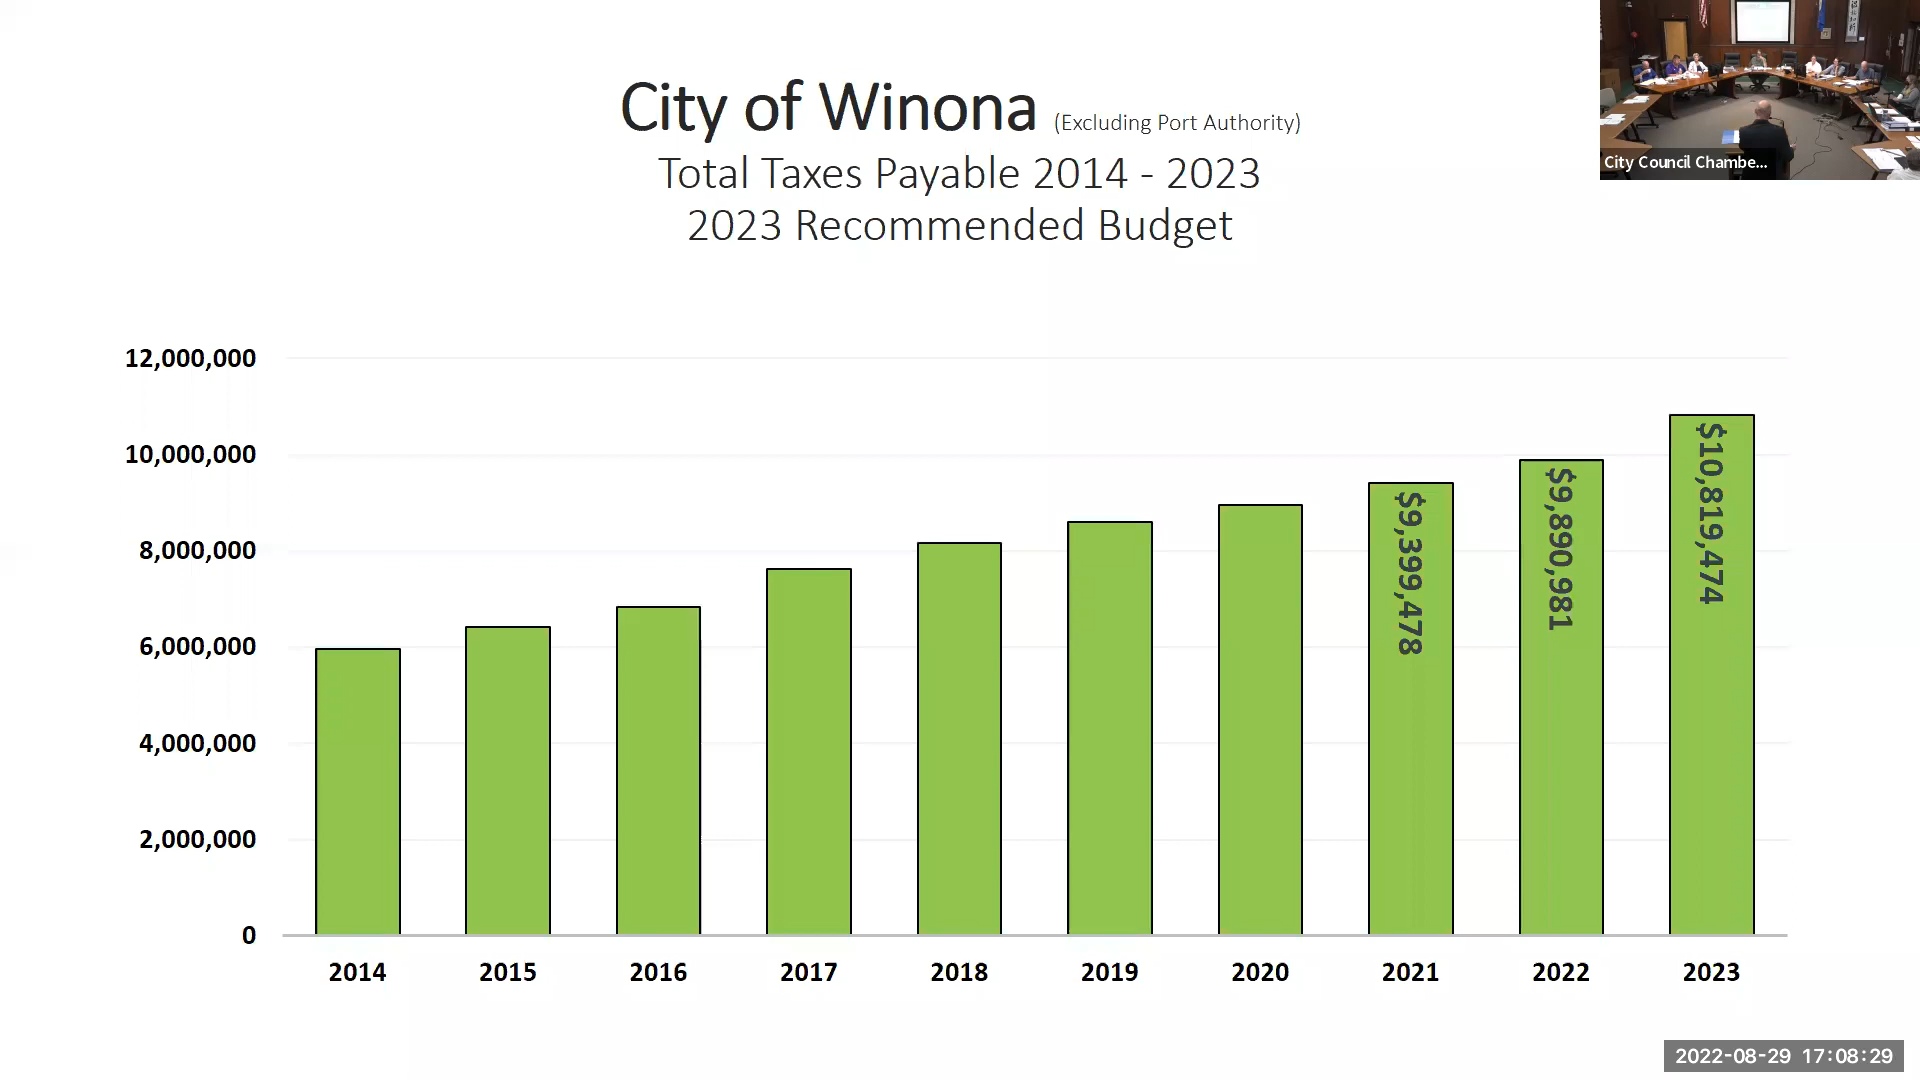 City of Winona (Excluding Port Authority)
Total Taxes Payable 2014 - 2023
2023 Recommended Budget
City Council Chambe...
12,000,000
10,000,000
8,000,000
6,000,000
4,000,000
2,000,000
0
$9,399,478
$9,890,981
$10,819,474
2014 2015 2016 2017 2018 2019 2020 2021 2022 2023
2022-08-29 17:08:29